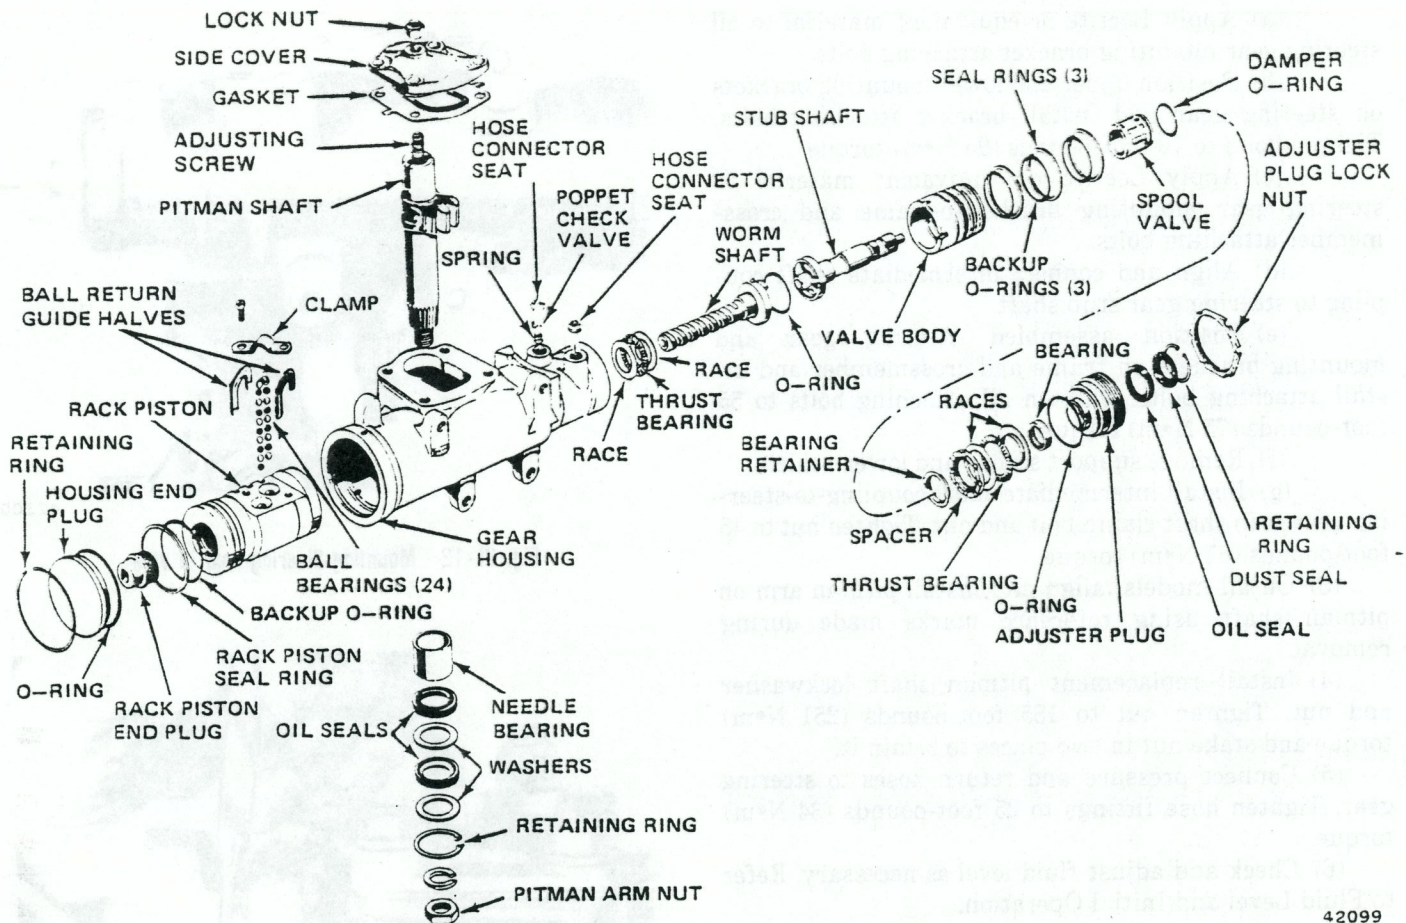 LOCK NUT
SIDE COVER
GASKET
ADJUSTING
SCREW
PITMAN SHAFT
HOSE
CONNECTOR
SEAT
POPPET
CHECK
VALVE
SPRING
HOSE
CONNECTOR
SEAT
WORM
SHAFT
STUB SHAFT
SEAL RINGS (3)
DAMPER
O-RING
ADJUSTER
PLUG LOCK
NUT
SPOOL
VALVE
BACKUP
O-RINGS (3)
VALVE BODY
O-RING
RACE
THRUST
BEARING
RACE
BALL RETURN
GUIDE HALVES
CLAMP
RACK PISTON
RETAINING
RING
HOUSING END
PLUG
GEAR
HOUSING
BALL
BEARINGS (24)
BACKUP O-RING
RACK PISTON
SEAL RING
O-RING
RACK PISTON
END PLUG
BEARING
RACES
BEARING
RETAINER
SPACER
THRUST BEARING
O-RING
ADJUSTER PLUG
RETAINING
RING
DUST SEAL
OIL SEAL
NEEDLE
BEARING
OIL SEALS
WASHERS
RETAINING RING
PITMAN ARM NUT
42099